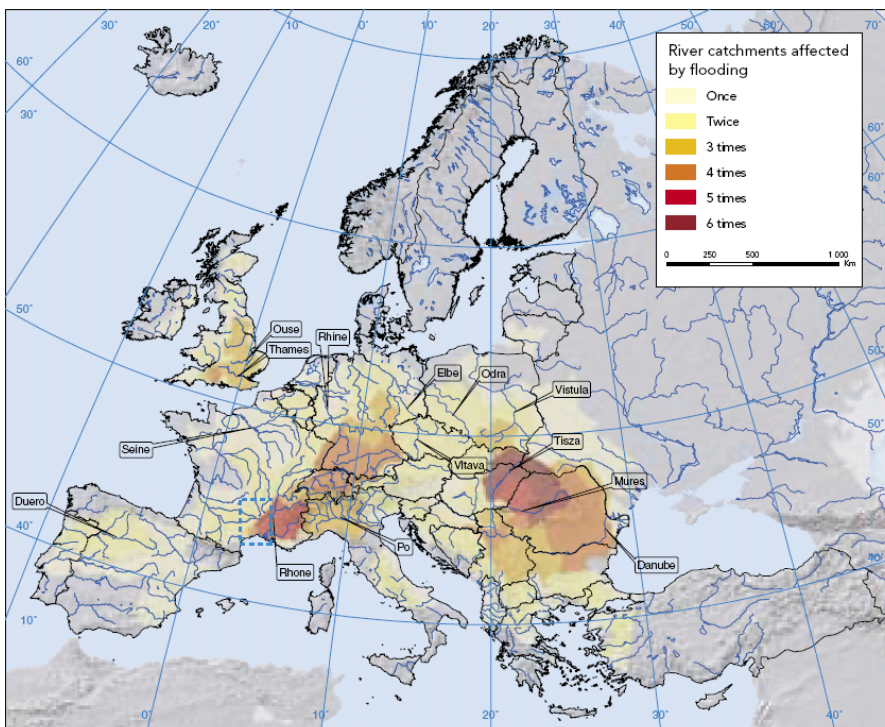 30°
20°
10°
0°
10°
20°
30°
40°
50°
60°
70°
60°
30°
60°
50°
50°
40°
40°
10°
0°
10°
20°
30°
40°
River catchments affected
by flooding
Once
Twice
3 times
4 times
5 times
6 times
0 250 500 1 000
Km
Ouse
Thames
Rhine
Elbe
Odra
Vistula
Seine
Vltava
Tisza
Mures
Duero
Po
Rhone
Danube